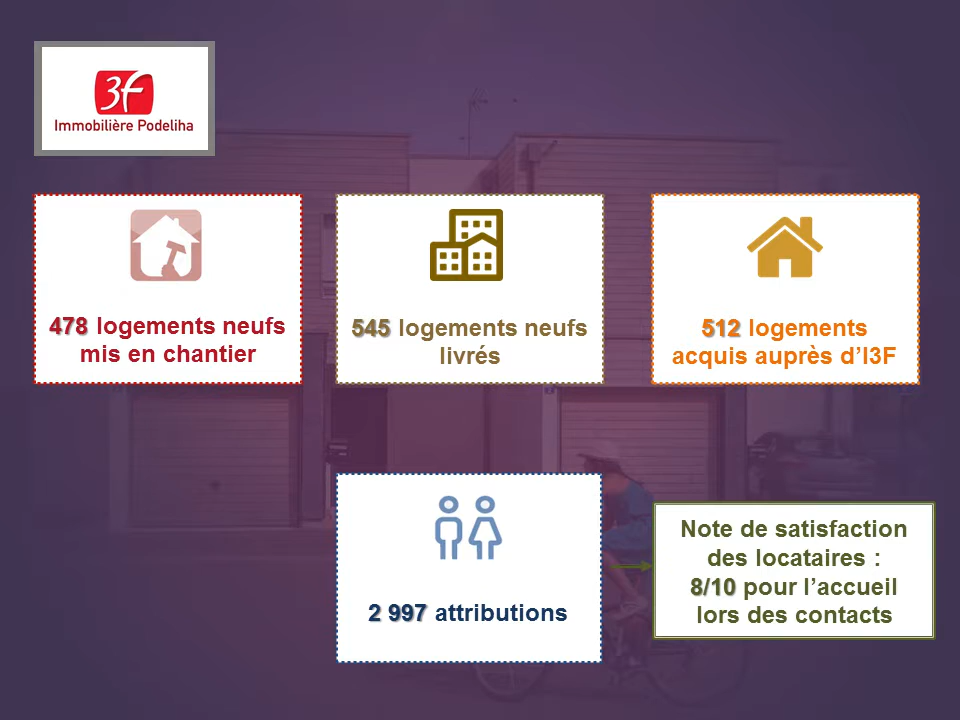 3F
Immobilière Podeliha
478 logements neufs
mis en chantier
545 logements neufs
livrés
512 logements
acquis auprès d’I3F
2 997 attributions
Note de satisfaction
des locataires :
8/10 pour l’accueil
lors des contacts